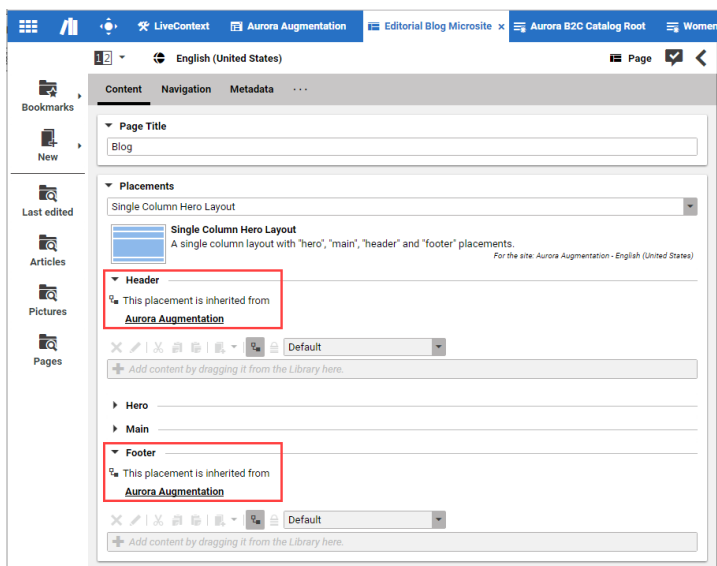 LiveContext
Aurora Augmentation
Editorial Blog Microsite ×
Aurora B2C Catalog Root
Women
12
English (United States)
Page
Content
Navigation
Metadata
...
Bookmarks
New
Last edited
Articles
Pictures
Pages
Page Title
Blog
Placements
Single Column Hero Layout
Single Column Hero Layout
A single column layout with "hero", "main", "header" and "footer" placements.
For the site: Aurora Augmentation - English (United States)
Header
This placement is inherited from
Aurora Augmentation
Default
Add content by dragging it from the Library here.
Hero
Main
Footer
This placement is inherited from
Aurora Augmentation
Default
Add content by dragging it from the Library here.